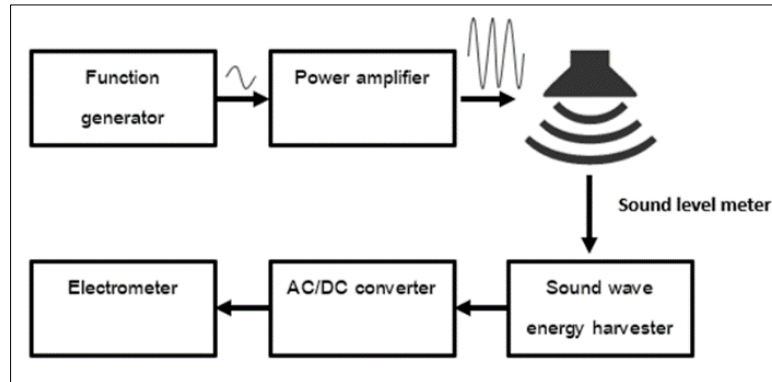 Function
generator
Power amplifier
Sound level meter
Electrometer
AC/DC converter
Sound wave
energy harvester